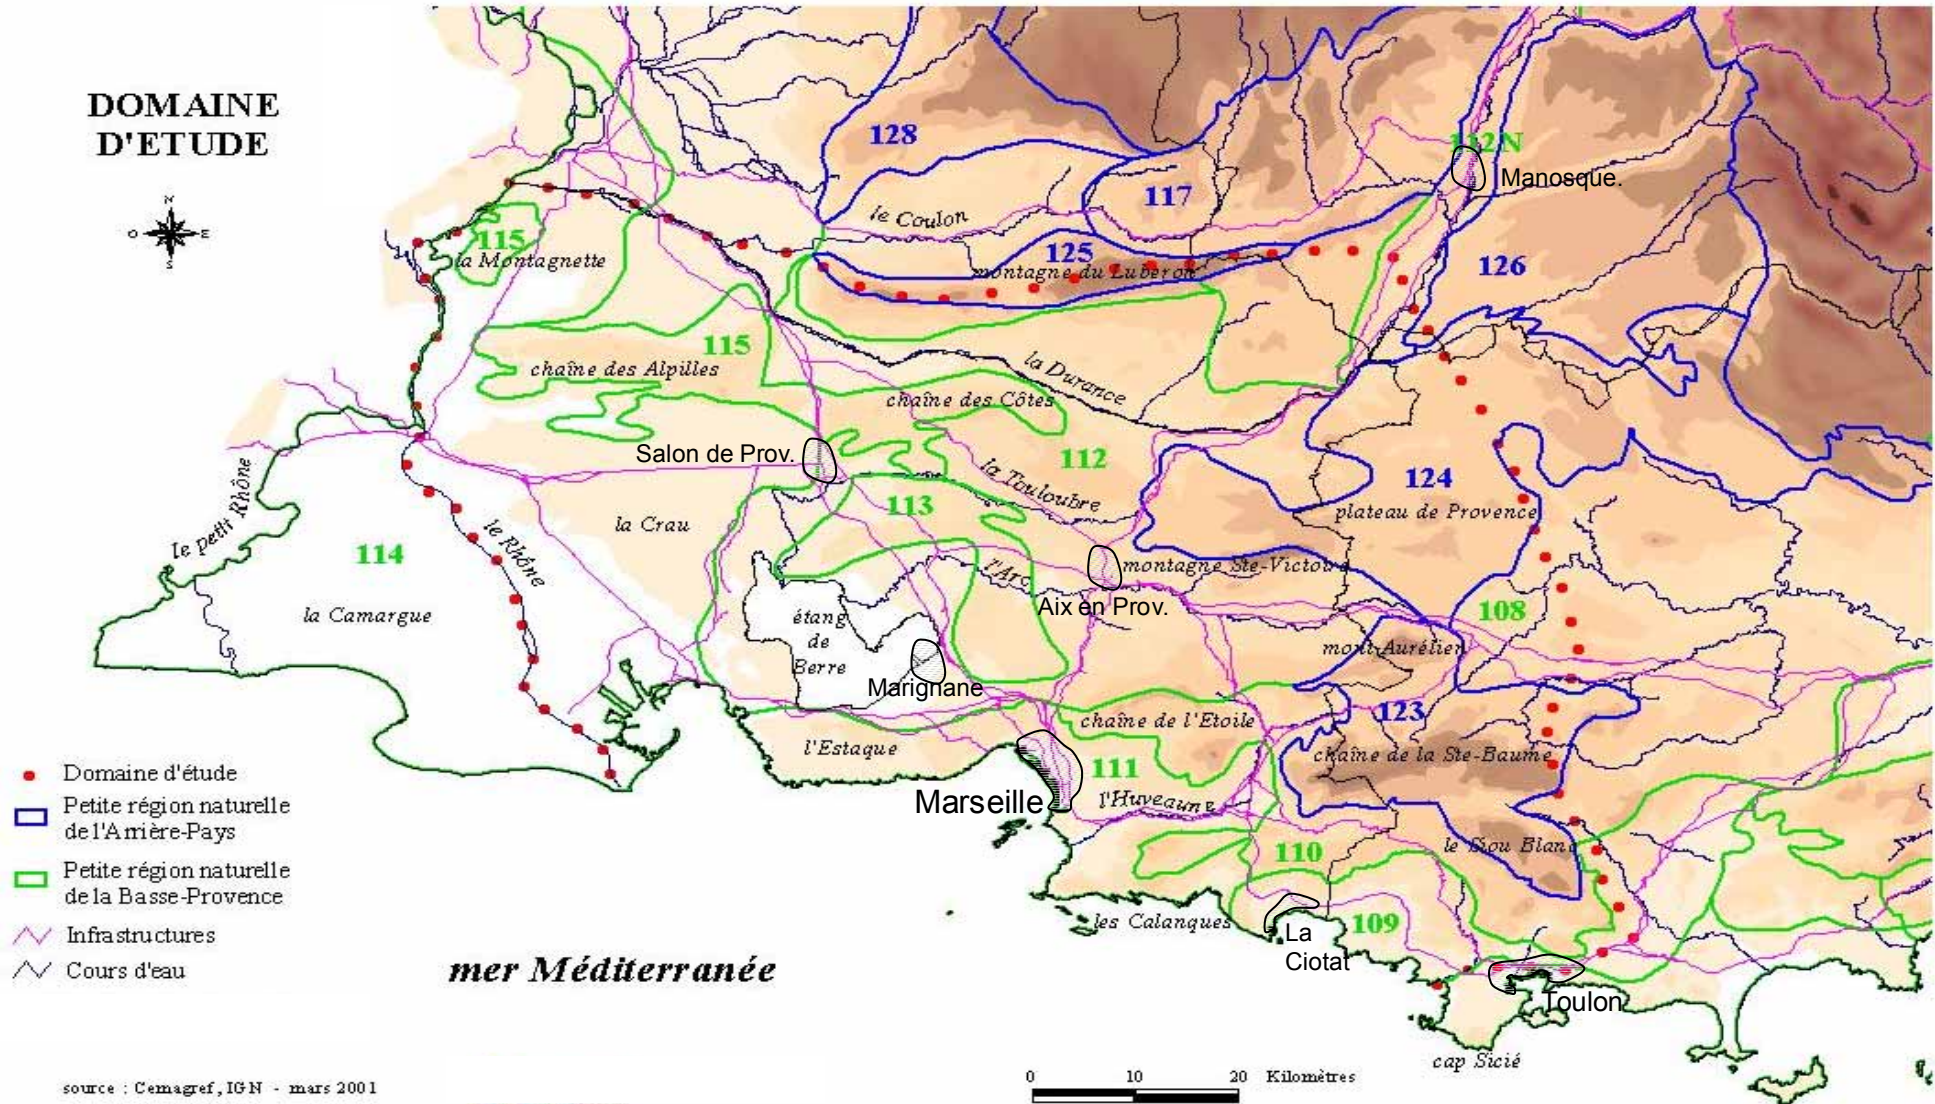 DOMAINE
D'ETUDE
N
O
E
S
128
112N
Manosque.
117
le Coulon
115
la Montagnette
125
montagne du Luberon
126
115
chaîne des Alpilles
la Durance
chaîne des Côtes
Salon de Prov.
112
la Touloubre
124
plateau de Provence
le petit Rhône
la Crau
113
le Rhône
114
la Camargue
l'Arc
montagne Ste-Victoire
Aix en Prov.
108
étang
de
Berre
mont Aurélien
Marignane
chaîne de l'Etoile
123
chaîne de la Ste-Baume
l'Estaque
111
Marseille
l'Huveaune
110
le Siou Blanc
les Calanques
109
La
Ciotat
Toulon
cap Sicié
mer Méditerranée
Domaine d'étude
Petite région naturelle
de l'Arrière-Pays
Petite région naturelle
de la Basse-Provence
Infrastructures
Cours d'eau
0 10 20 Kilomètres
source : Cemagref, IGN - mars 2001